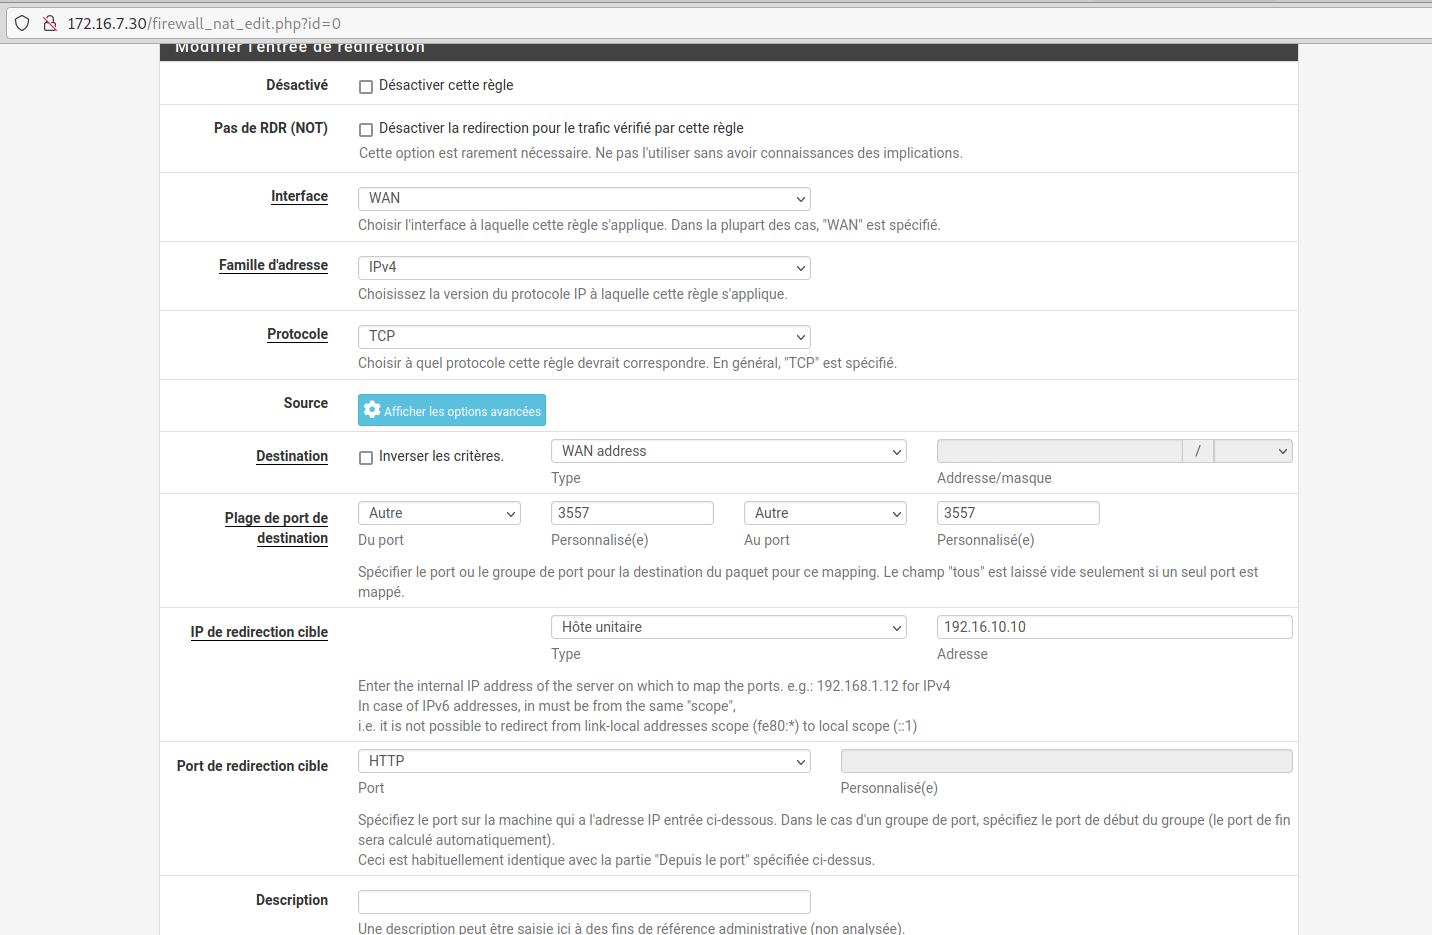 172.16.7.30/firewall_nat_edit.php?id=0
Modifier l'entrée de redirection
Désactivé
Désactiver cette règle
Pas de RDR (NOT)
Désactiver la redirection pour le trafic vérifié par cette règle
Cette option est rarement nécessaire. Ne pas l'utiliser sans avoir connaissances des implications.
Interface
WAN
Choisir l'interface à laquelle cette règle s'applique. Dans la plupart des cas, "WAN" est spécifié.
Famille d'adresse
IPv4
Choisissez la version du protocole IP à laquelle cette règle s'applique.
Protocole
TCP
Choisir à quel protocole cette règle devrait correspondre. En général, "TCP" est spécifié.
Source
Afficher les options avancées
Destination
Inverser les critères.
WAN address
/
Type
Addresse/masque
Plage de port de
destination
Autre
3557
Autre
3557
Du port
Personnalisé(e)
Au port
Personnalisé(e)
Spécifier le port ou le groupe de port pour la destination du paquet pour ce mapping. Le champ "tous" est laissé vide seulement si un seul port est
mappé.
IP de redirection cible
Hôte unitaire
192.16.10.10
Type
Adresse
Enter the internal IP address of the server on which to map the ports. e.g.: 192.168.1.12 for IPv4
In case of IPv6 addresses, in must be from the same "scope",
i.e. it is not possible to redirect from link-local addresses scope (fe80:*) to local scope (::1)
Port de redirection cible
HTTP
Port
Personnalisé(e)
Spécifiez le port sur la machine qui a l'adresse IP entrée ci-dessous. Dans le cas d'un groupe de port, spécifiez le port de début du groupe (le port de fin
sera calculé automatiquement).
Ceci est habituellement identique avec la partie "Depuis le port" spécifiée ci-dessus.
Description
Une description peut être saisie ici à des fins de référence administrative (non analysée).